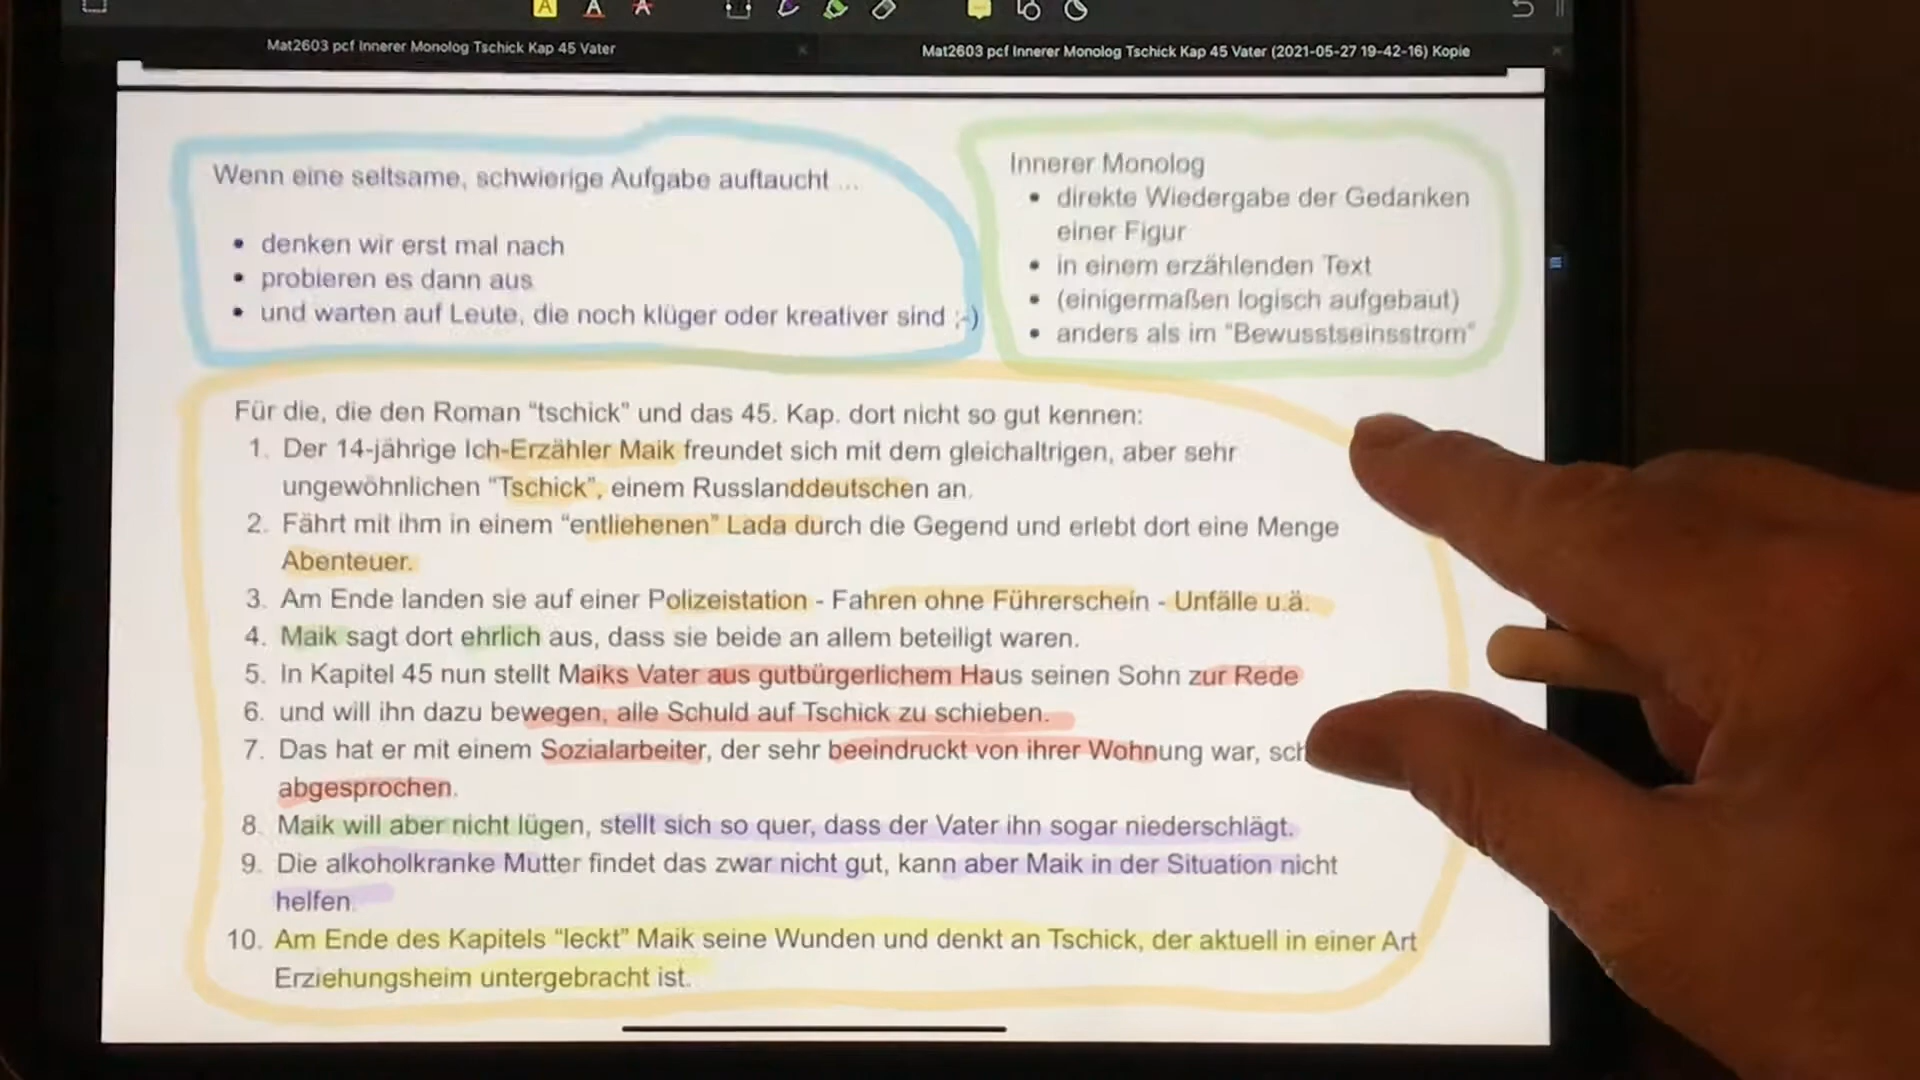 Mat2603 pcf Innerer Monolog Tschick Kap 45 Vater
Mat2603 pcf Innerer Monolog Tschick Kap 45 Vater (2021-05-27 19-42-16) Kopie
Wenn eine seltsame, schwierige Aufgabe auftaucht ...
• denken wir erst mal nach
• probieren es dann aus
• und warten auf Leute, die noch klüger oder kreativer sind ;-)
Innerer Monolog
• direkte Wiedergabe der Gedanken
einer Figur
• in einem erzählenden Text
• (einigermaßen logisch aufgebaut)
• anders als im "Bewusstseinsstrom"
Für die, die den Roman "tschick" und das 45. Kap. dort nicht so gut kennen:
1. Der 14-jährige Ich-Erzähler Maik freundet sich mit dem gleichaltrigen, aber sehr
ungewöhnlichen "Tschick", einem Russlanddeutschen an.
2. Fährt mit ihm in einem "entliehenen" Lada durch die Gegend und erlebt dort eine Menge
Abenteuer.
3. Am Ende landen sie auf einer Polizeistation - Fahren ohne Führerschein - Unfälle u.ä.
4. Maik sagt dort ehrlich aus, dass sie beide an allem beteiligt waren.
5. In Kapitel 45 nun stellt Maiks Vater aus gutbürgerlichem Haus seinen Sohn zur Rede
6. und will ihn dazu bewegen, alle Schuld auf Tschick zu schieben.
7. Das hat er mit einem Sozialarbeiter, der sehr beeindruckt von ihrer Wohnung war,
abgesprochen.
8. Maik will aber nicht lügen, stellt sich so quer, dass der Vater ihn sogar niederschlägt.
9. Die alkoholkranke Mutter findet das zwar nicht gut, kann aber Maik in der Situation nicht
helfen.
10. Am Ende des Kapitels "leckt" Maik seine Wunden und denkt an Tschick, der aktuell in einer Art
Erziehungsheim untergebracht ist.